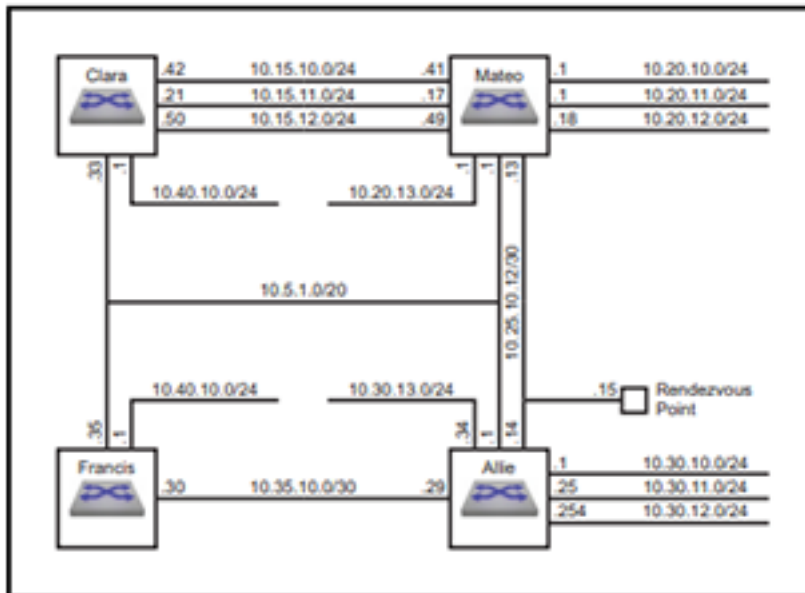 Clara
.42 10.15.10.0/24 .41
Mateo
.1 10.20.10.0/24
.21 10.15.11.0/24 .17
.1 10.20.11.0/24
.50 10.15.12.0/24 .49
.18 10.20.12.0/24
.33
.1
.1
.1
.13
10.40.10.0/24
10.20.13.0/24
10.25.10.12/30
10.5.1.0/20
10.40.10.0/24
10.30.13.0/24
.15
Rendezvous
Point
.35
.1
.34
.1
.14
Francis
Allie
.1 10.30.10.0/24
.30 10.35.10.0/30 .29
.25 10.30.11.0/24
.254 10.30.12.0/24